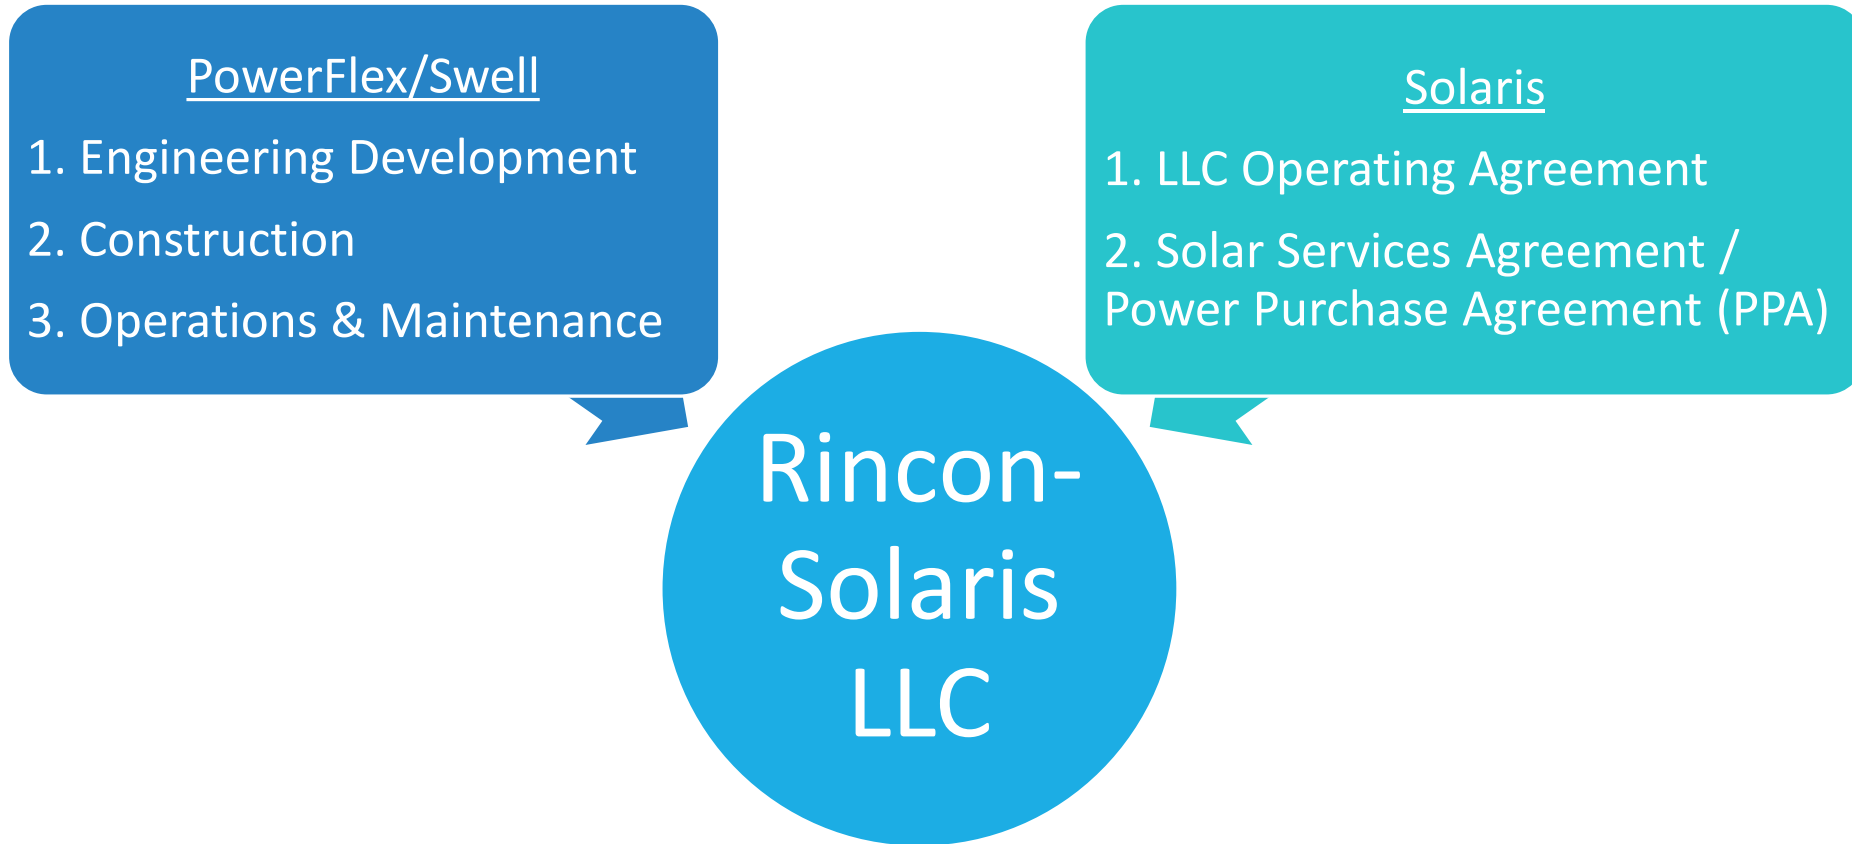 PowerFlex/Swell
1. Engineering Development
2. Construction
3. Operations & Maintenance
Solaris
1. LLC Operating Agreement
2. Solar Services Agreement /
Power Purchase Agreement (PPA)
Rincon-
Solaris
LLC